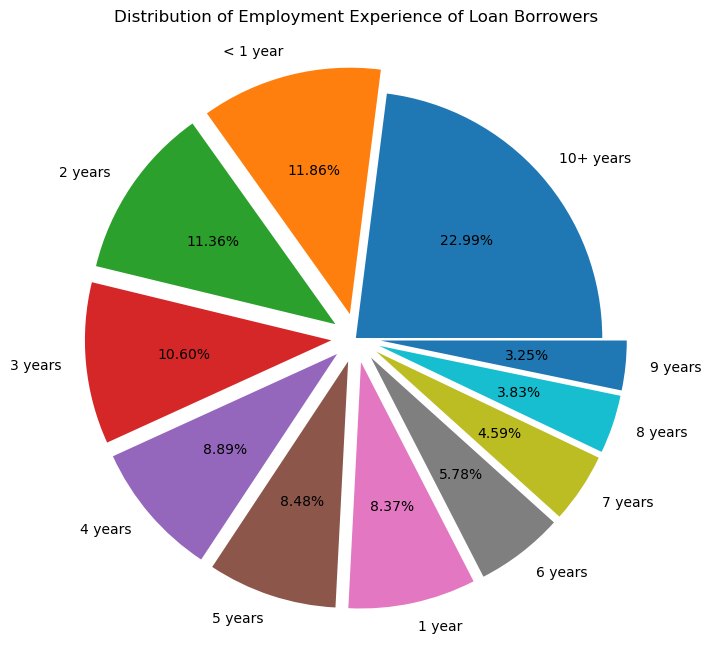 Distribution of Employment Experience of Loan Borrowers
< 1 year
10+ years
2 years
11.86%
22.99%
11.36%
3 years
10.60%
3.25%
9 years
3.83%
8 years
4.59%
8.89%
5.78%
7 years
8.48%
8.37%
4 years
6 years
5 years
1 year